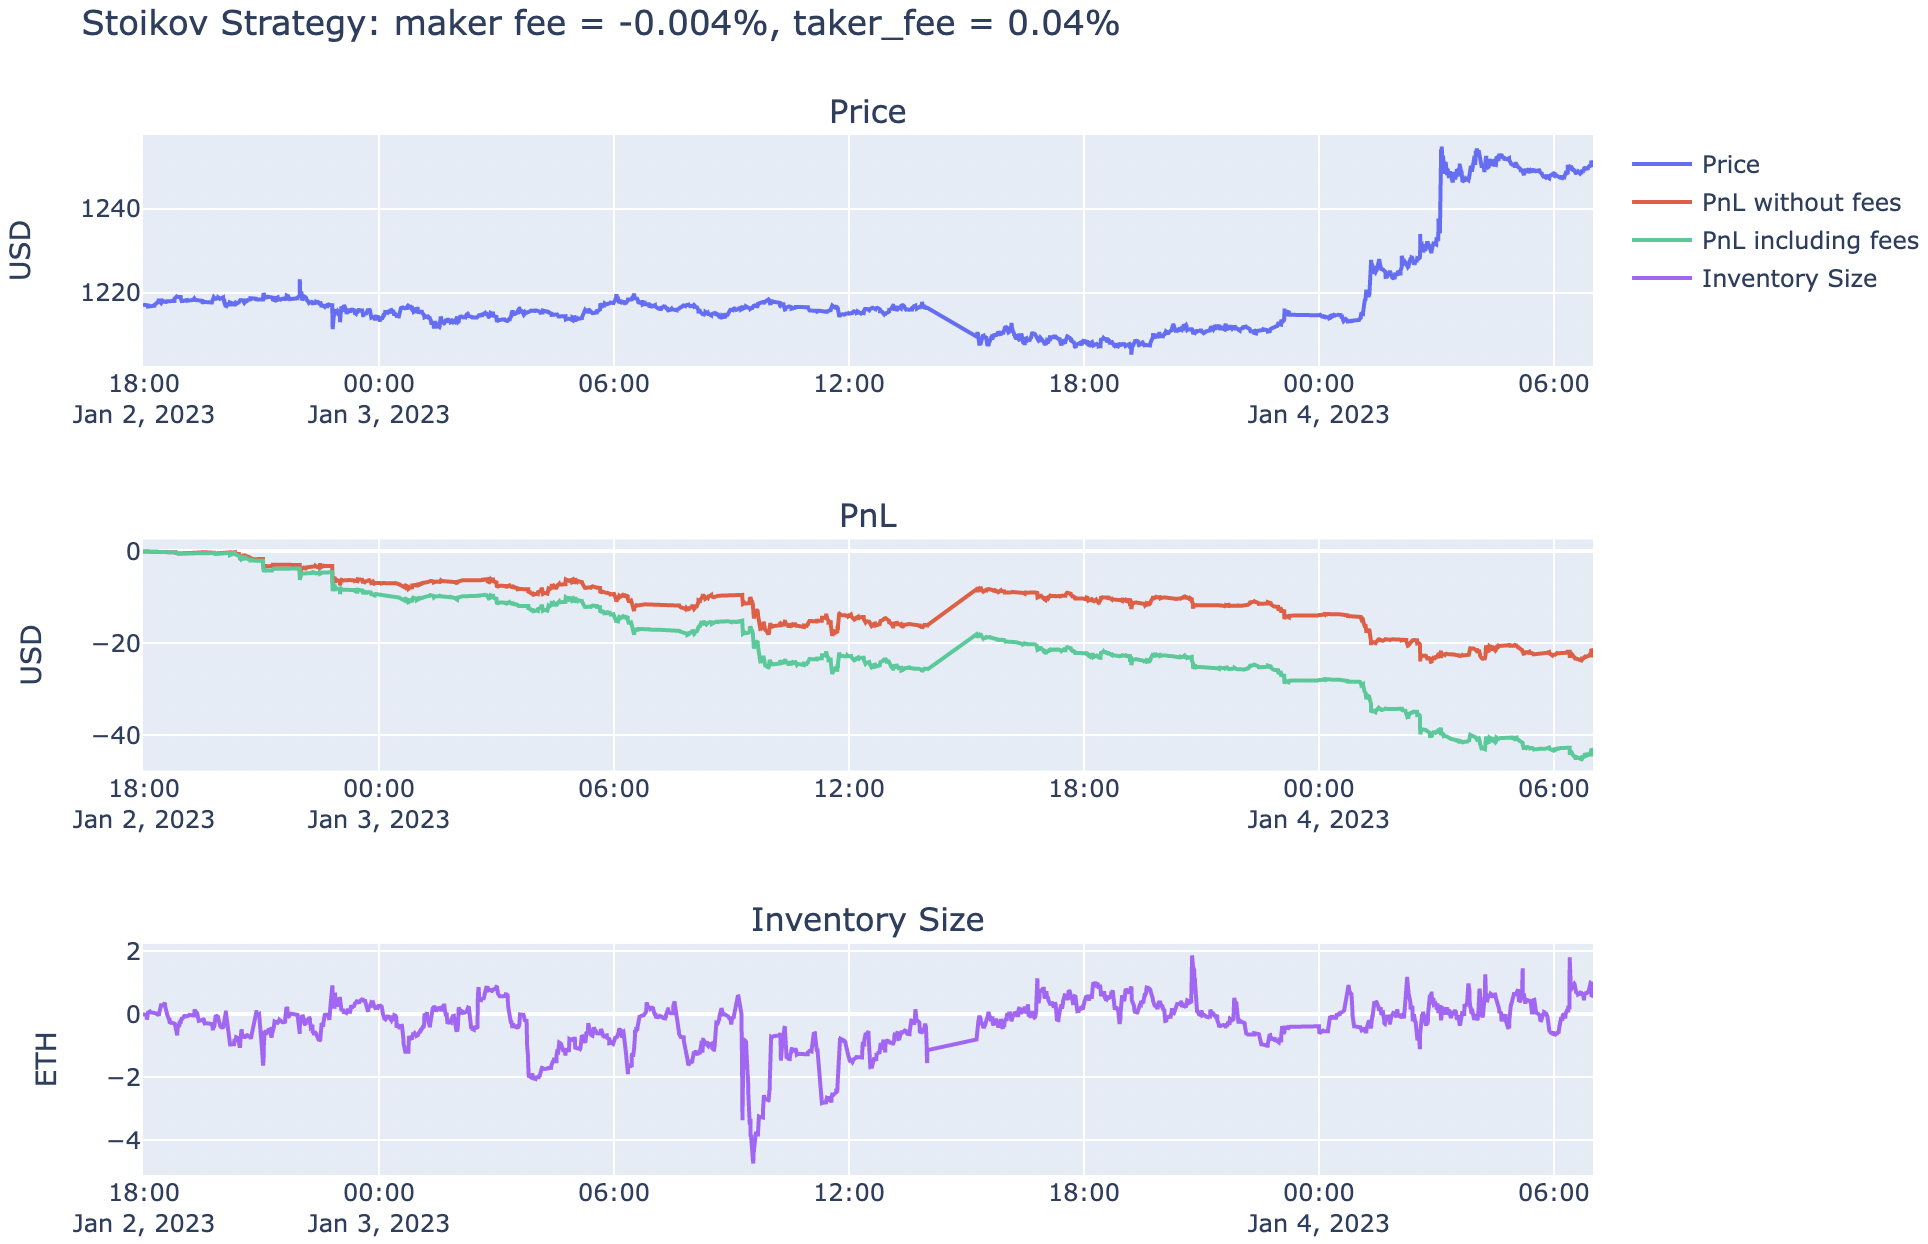 Stoikov Strategy: maker fee = -0.004%, taker_fee = 0.04%
Price
USD
1240
1220
18:00 00:00 06:00 12:00 18:00 00:00 06:00
Jan 2, 2023 Jan 3, 2023 Jan 4, 2023
Price
PnL without fees
PnL including fees
Inventory Size
PnL
USD
0
−20
−40
18:00 00:00 06:00 12:00 18:00 00:00 06:00
Jan 2, 2023 Jan 3, 2023 Jan 4, 2023
Inventory Size
ETH
2
0
−2
−4
18:00 00:00 06:00 12:00 18:00 00:00 06:00
Jan 2, 2023 Jan 3, 2023 Jan 4, 2023